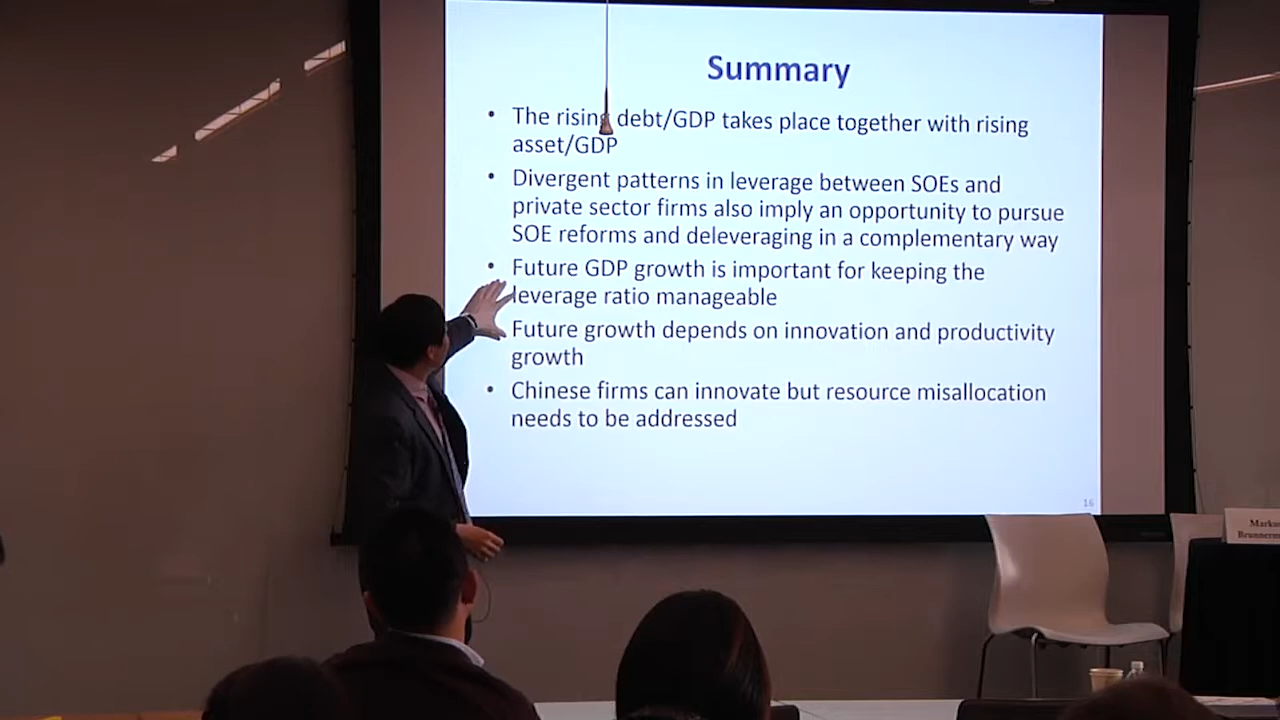 Summary
• The rising debt/GDP takes place together with rising
asset/GDP
• Divergent patterns in leverage between SOEs and
private sector firms also imply an opportunity to pursue
SOE reforms and deleveraging in a complementary way
• Future GDP growth is important for keeping the
leverage ratio manageable
Future growth depends on innovation and productivity
growth
• Chinese firms can innovate but resource misallocation
needs to be addressed
16